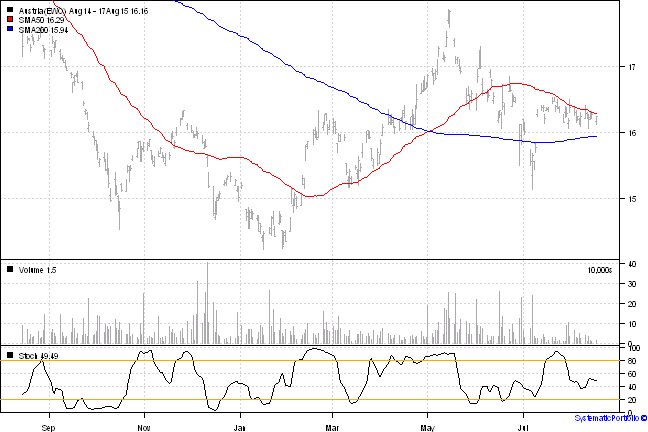 Austria(EWO) Aug 14 - 17Aug15 16.16
SMA50 16.29
SMA200 15.94
17
16
15
Volume 1.5
10,000s
40
30
20
10
0
Stoch 49.49
100
80
60
40
20
0
Sep Nov Jan Mar May Jul
SystematicPortfolio ©